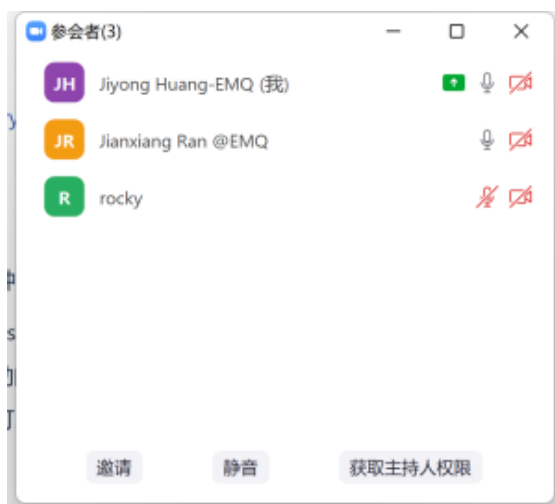 参会者(3)
JH Jiyong Huang-EMQ (我)
JR Jianxiang Ran @EMQ
R rocky
邀请 静音 获取主持人权限